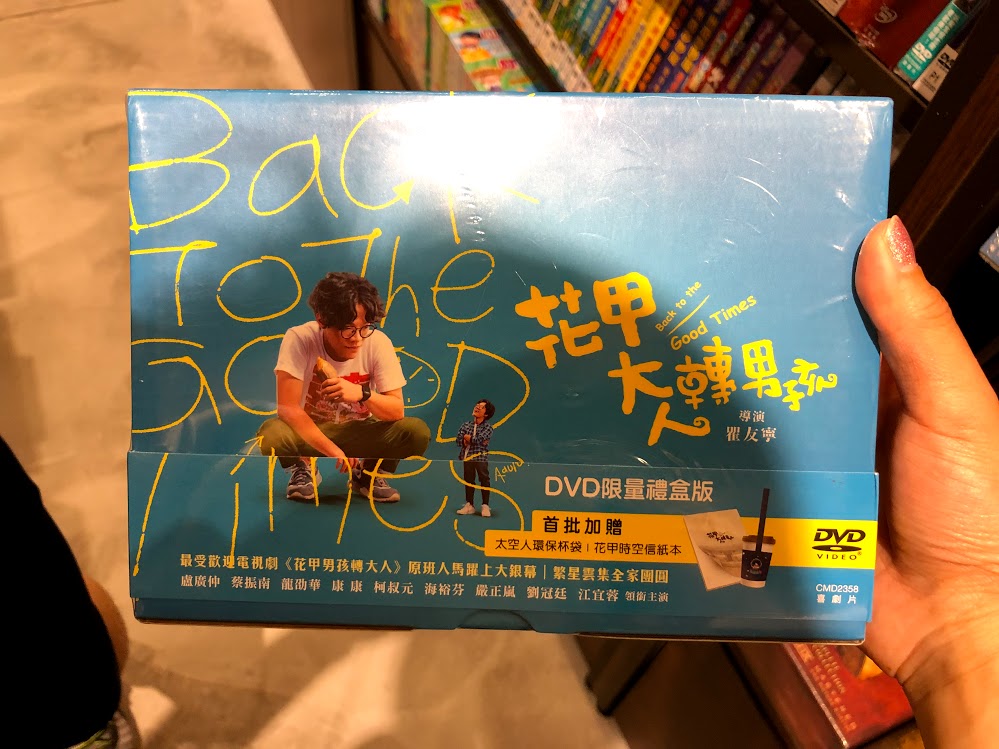 Back
To The
GOOD
Times
花甲
大人
轉男孩
Back to the
Good Times
導演
瞿友寧
DVD限量禮盒版
首批加贈
太空人環保杯袋 | 花甲時空信紙本
最受歡迎電視劇《花甲男孩轉大人》原班人馬躍上大銀幕 | 繁星雲集全家團圓
盧廣仲 蔡振南 龍劭華 康 康 柯叔元 海裕芬 嚴正嵐 劉冠廷 江宜蓉 領銜主演
DVD
VIDEO
CMD2358
喜劇片